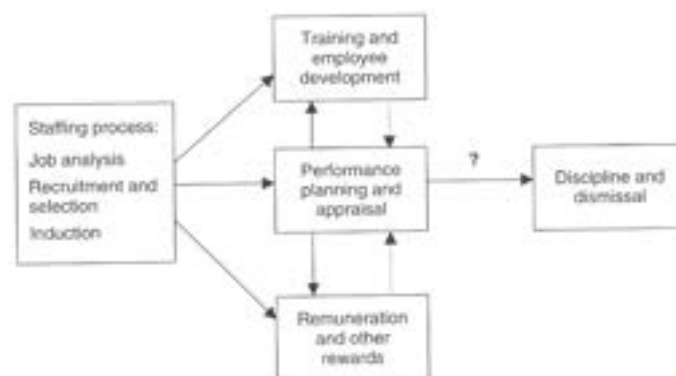 Training and
employee
development
Staffing process:
Job analysis
Recruitment and
selection
Induction
Performance
planning and
appraisal
?
Discipline and
dismissal
Remuneration
and other
rewards